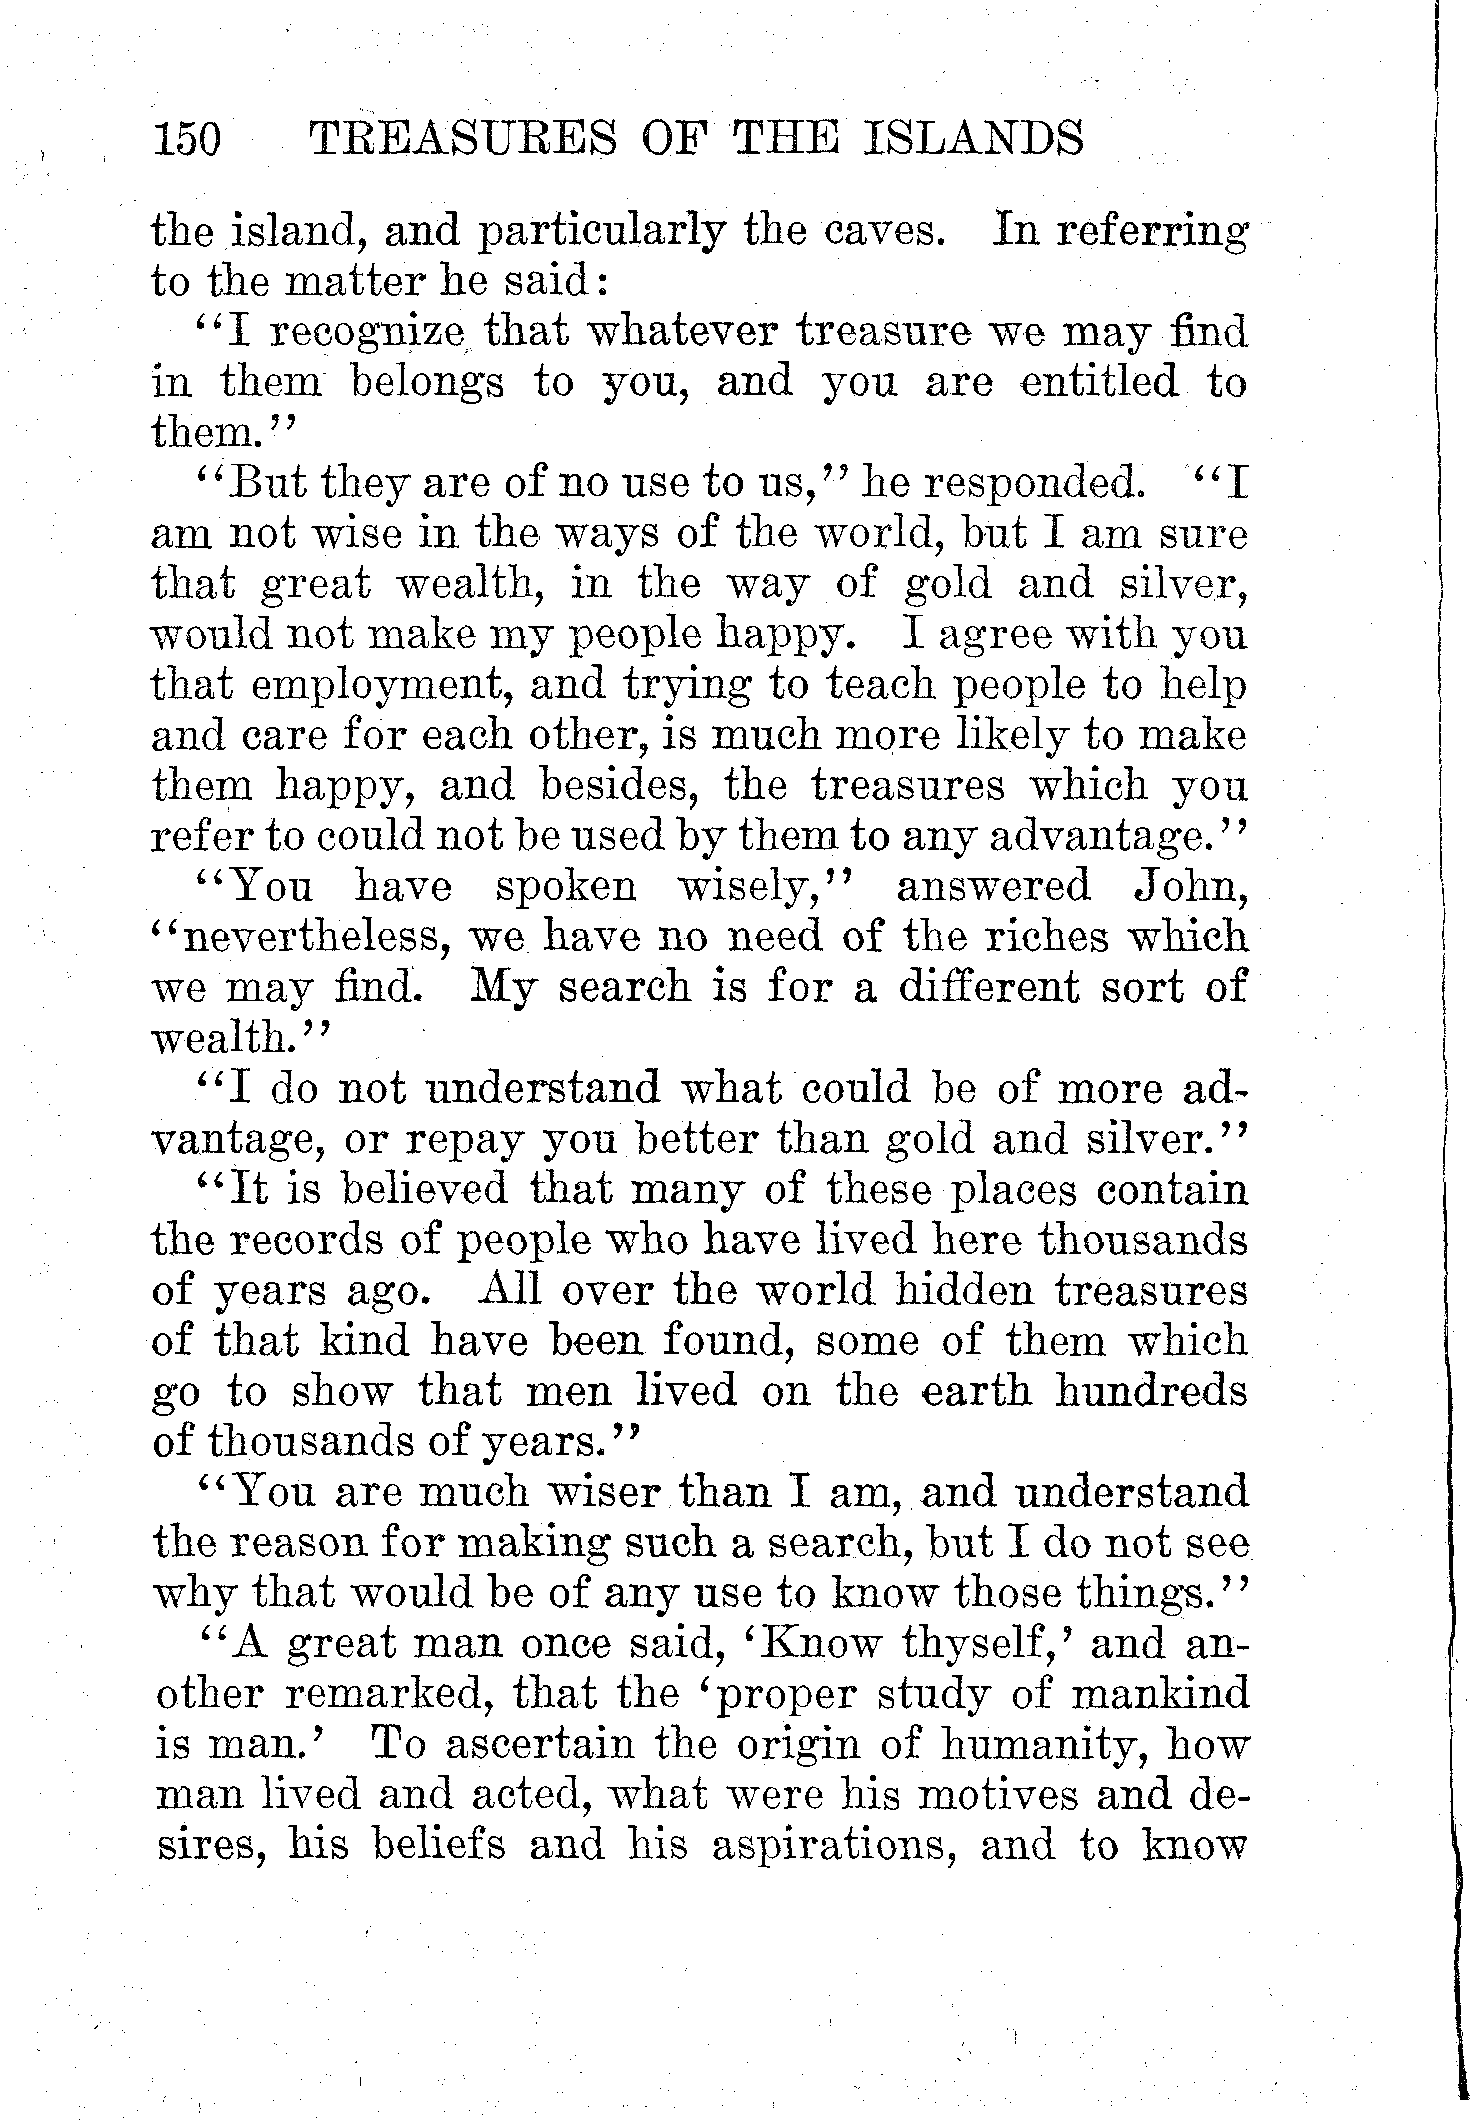 150 TREASURES OF THE ISLANDS
the island, and particularly the caves. In referring
to the matter he said:
"I recognize that whatever treasure we may find
in them belongs to you, and you are entitled to
them."
"But they are of no use to us," he responded. "I
am not wise in the ways of the world, but I am sure
that great wealth, in the way of gold and silver,
would not make my people happy. I agree with you
that employment, and trying to teach people to help
and care for each other, is much more likely to make
them happy, and besides, the treasures which you
refer to could not be used by them to any advantage."
"You have spoken wisely," answered John,
"nevertheless, we have no need of the riches which
we may find. My search is for a different sort of
wealth."
"I do not understand what could be of more ad-
vantage, or repay you better than gold and silver."
"It is believed that many of these places contain
the records of people who have lived here thousands
of years ago. All over the world hidden treasures
of that kind have been found, some of them which
go to show that men lived on the earth hundreds
of thousands of years."
"You are much wiser than I am, and understand
the reason for making such a search, but I do not see
why that would be of any use to know those things."
"A great man once said, 'Know thyself,' and an-
other remarked, that the 'proper study of mankind
is man.' To ascertain the origin of humanity, how
man lived and acted, what were his motives and de-
sires, his beliefs and his aspirations, and to know